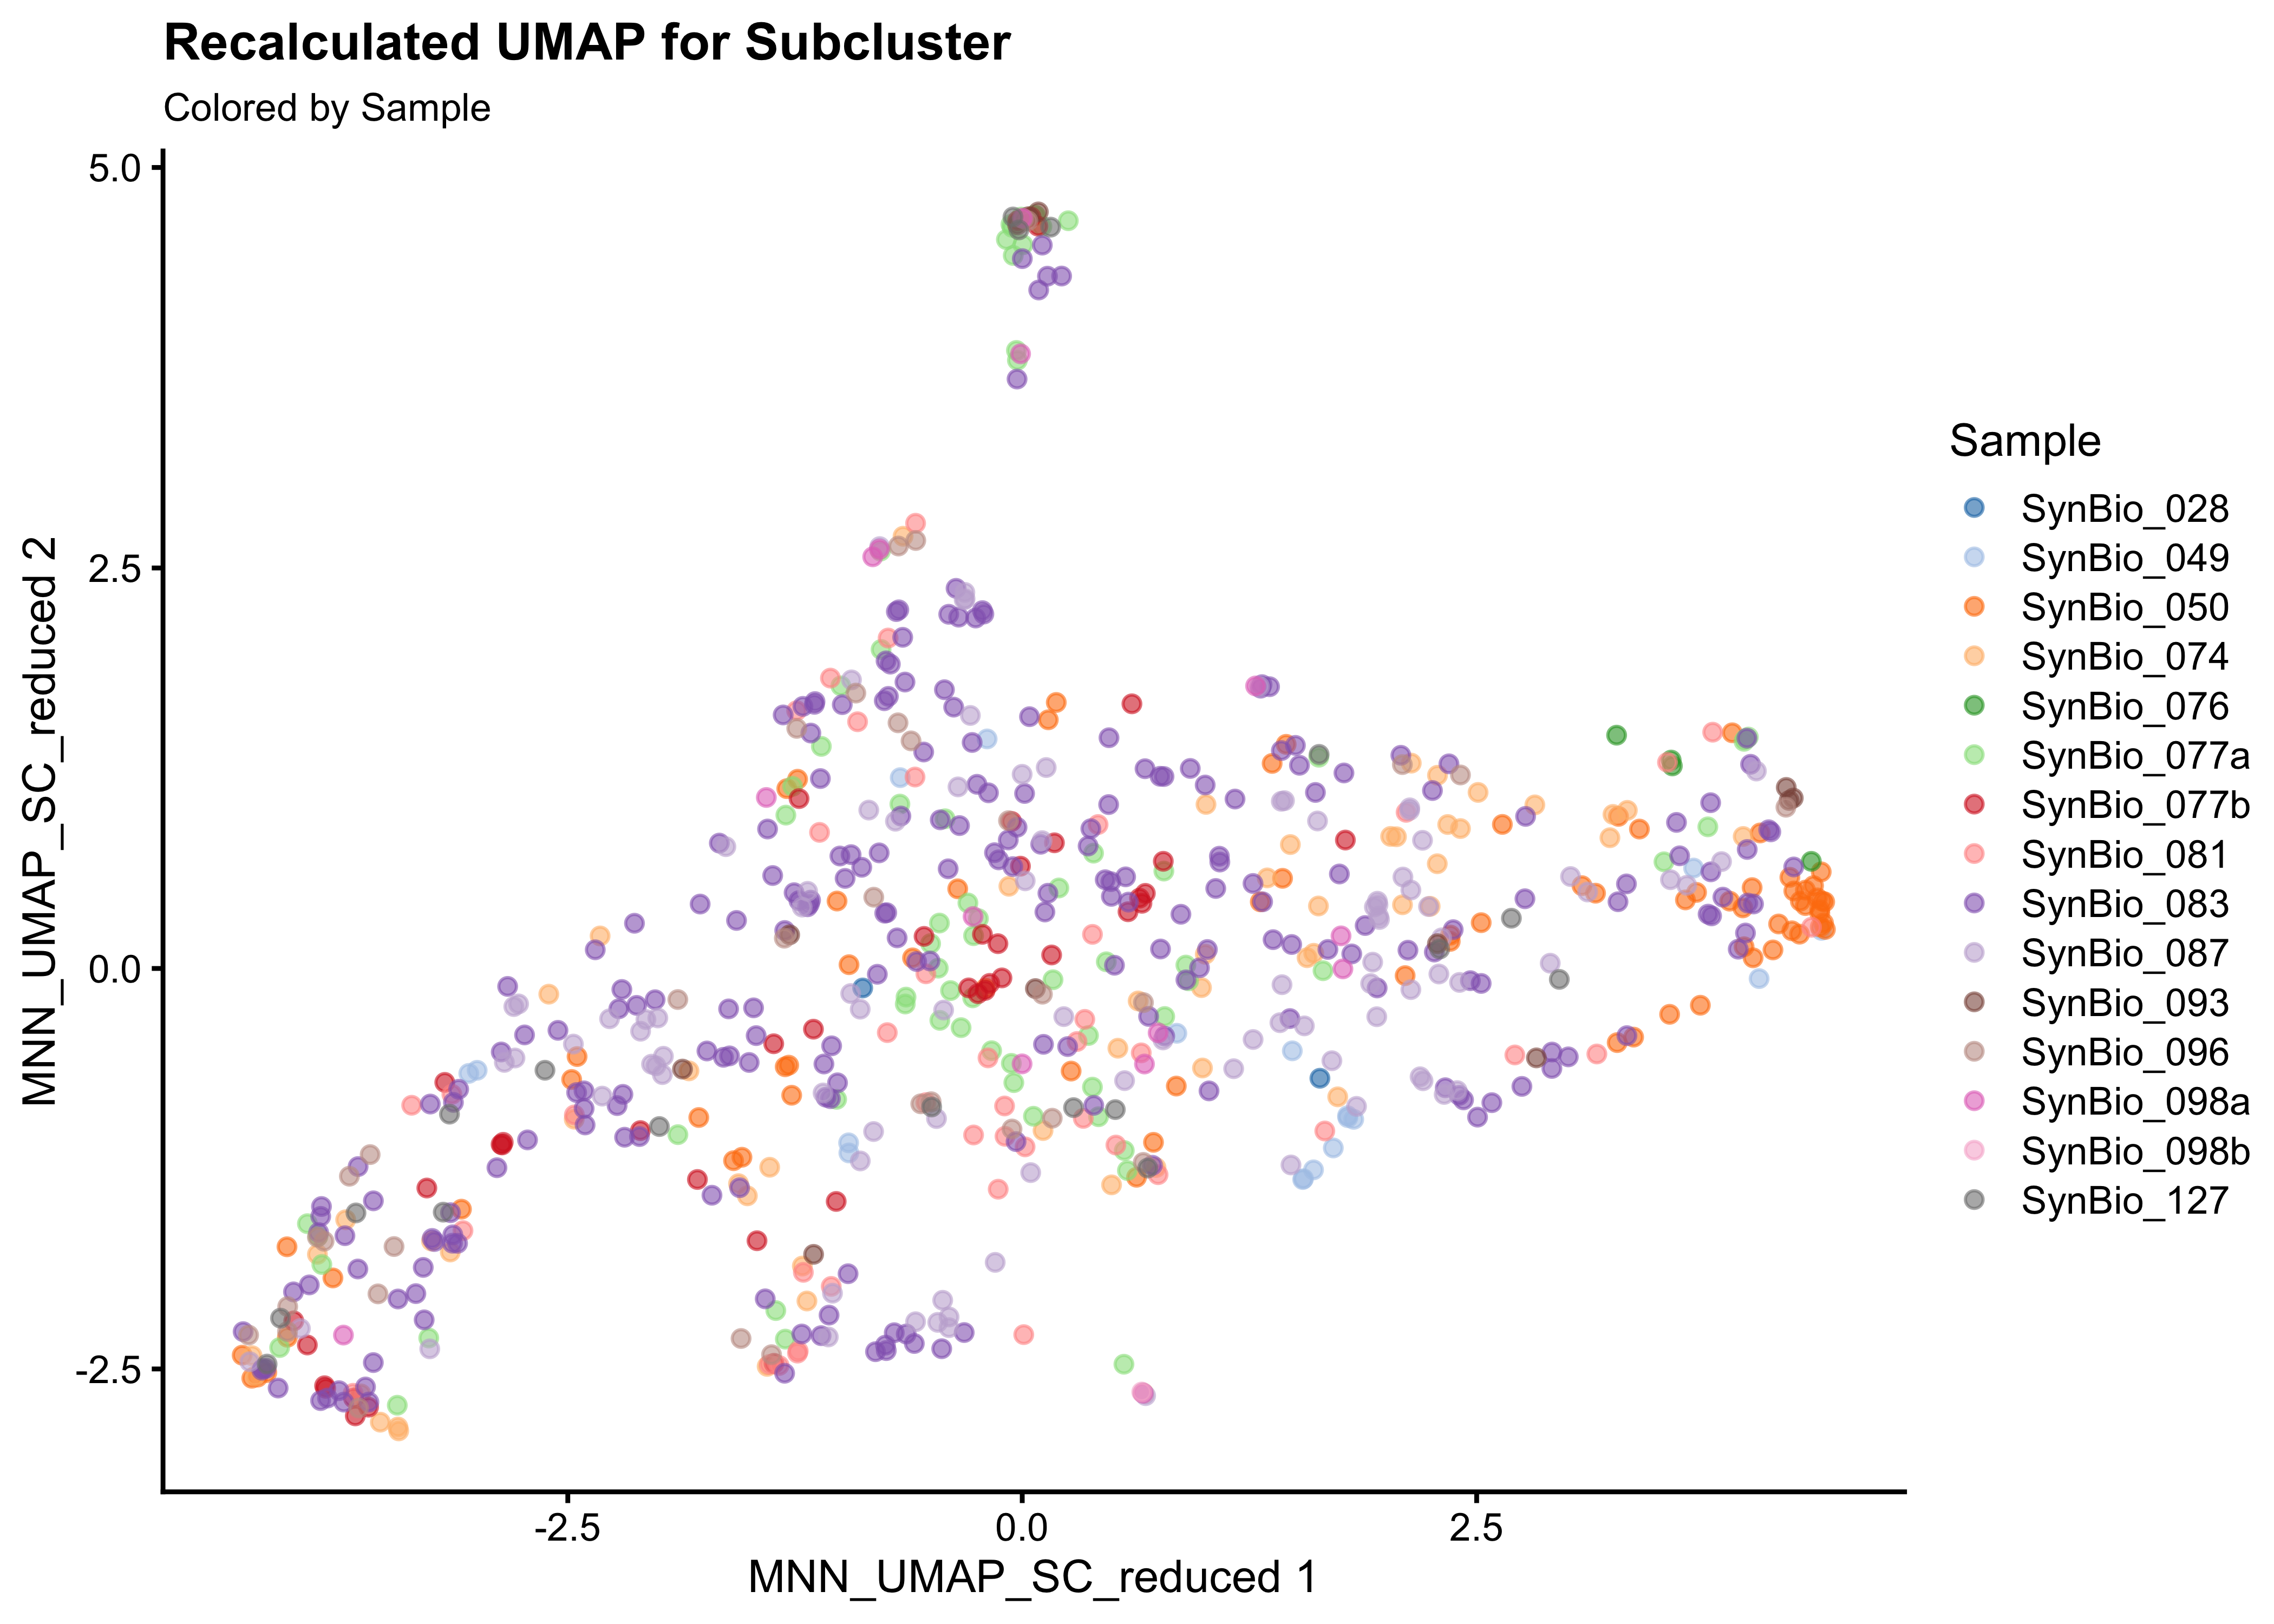 Recalculated UMAP for Subcluster
Colored by Sample
MNN_UMAP_SC_reduced 2
5.0
2.5
0.0
-2.5
-2.5
0.0
2.5
MNN_UMAP_SC_reduced 1
Sample
SynBio_028
SynBio_049
SynBio_050
SynBio_074
SynBio_076
SynBio_077a
SynBio_077b
SynBio_081
SynBio_083
SynBio_087
SynBio_093
SynBio_096
SynBio_098a
SynBio_098b
SynBio_127